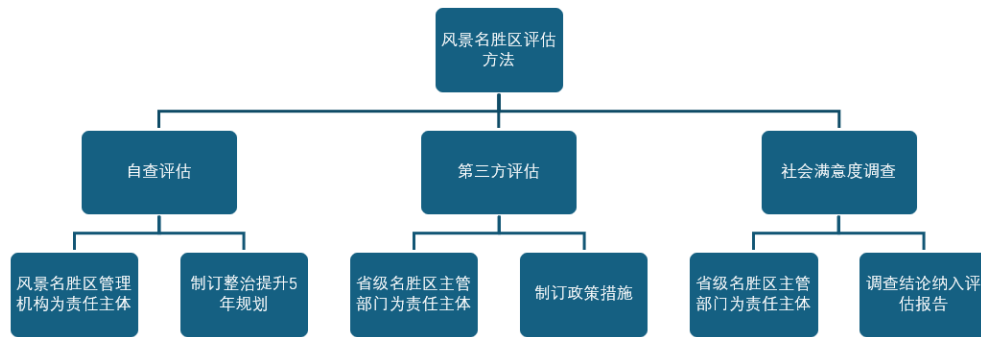 风景名胜区评估
方法
自查评估
第三方评估
社会满意度调查
风景名胜区管理
机构为责任主体
制订整治提升5
年规划
省级名胜区主管
部门为责任主体
制订政策措施
省级名胜区主管
部门为责任主体
调查结论纳入评
估报告